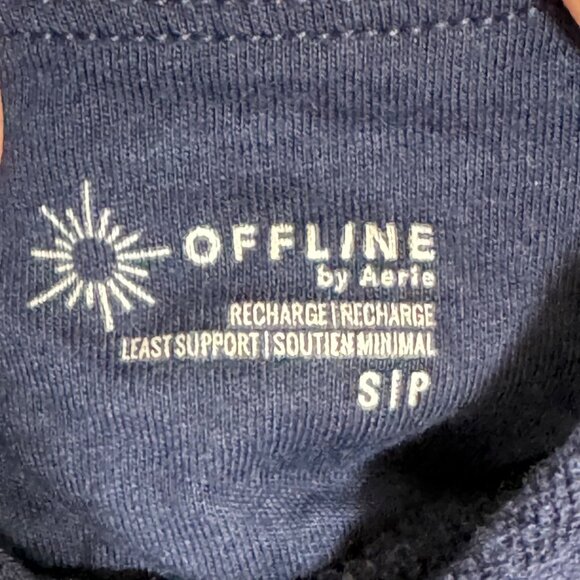 OFFLINE
by Aerie
RECHARGE | RECHARGE
LEAST SUPPORT | SOUTIEN MINIMAL
S | P